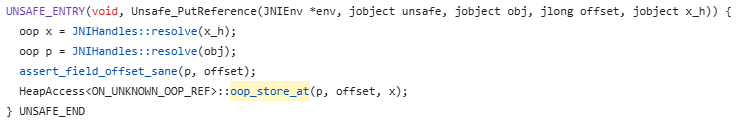 UNSAFE_ENTRY(void, Unsafe_PutReference(JNIEnv *env, jobject unsafe, jobject obj, jlong offset, jobject x_h)) {
  oop x = JNIHandles::resolve(x_h);
  oop p = JNIHandles::resolve(obj);
  assert_field_offset_sane(p, offset);
  HeapAccess<ON_UNKNOWN_OOP_REF>::oop_store_at(p, offset, x);
} UNSAFE_END